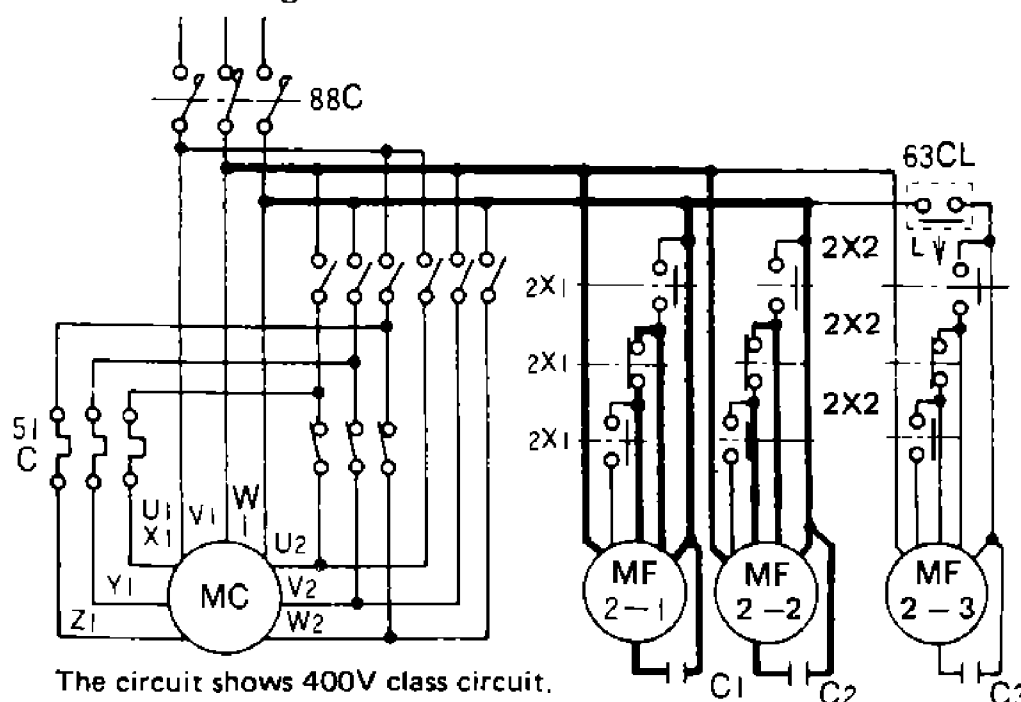 88C
63CL
L
2X1
2X2
2X1
2X2
2X1
2X2
51
C
U1
X1
V1
W
1
U2
Y1
MC
V2
Z1
W2
MF
2-1
MF
2-2
MF
2-3
C1
C2
C3
The circuit shows 400V class circuit.